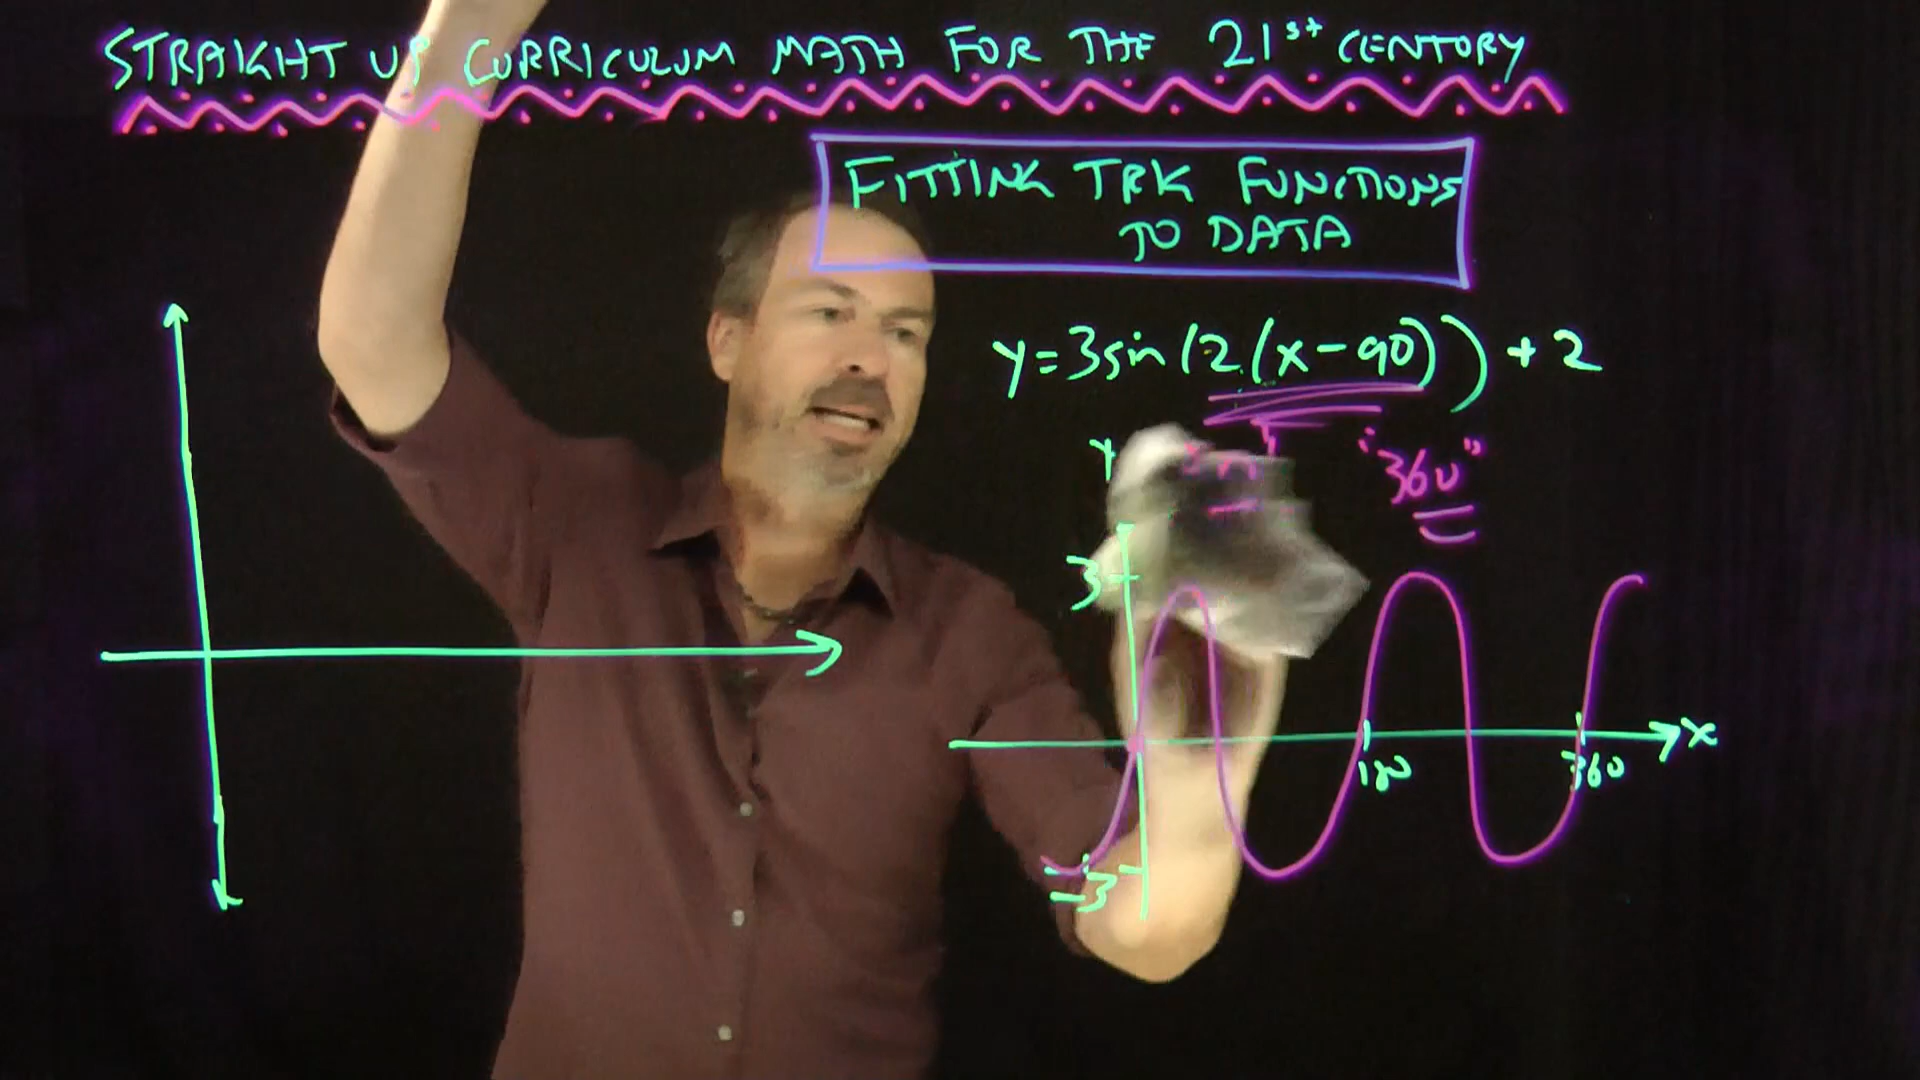 STRAIGHT UP CURRICULUM MATH FOR THE 21st CENTORY
FITTING TRIG FUNCTIONS
TO DATA
y=3sin(2(x-90))+2
y
"360"
3
x
180
360
-3